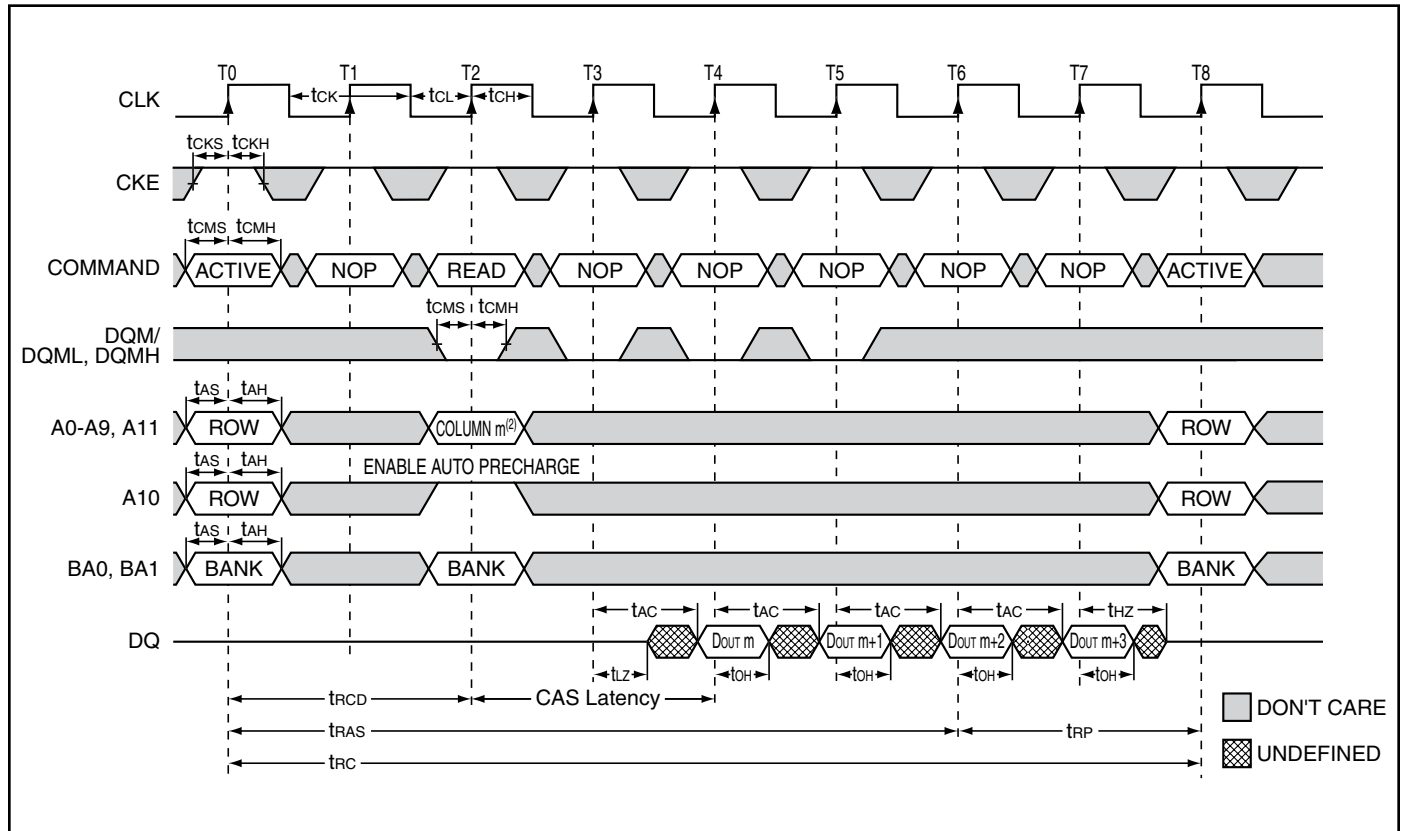 T0 T1 T2 T3 T4 T5 T6 T7 T8
CLK tCK tCL tCH
tCKS tCKH
CKE
tCMS tCMH
COMMAND ACTIVE NOP READ NOP NOP NOP NOP NOP ACTIVE
tCMS tCMH
DQM/
DQML, DQMH
tAS tAH
A0-A9, A11 ROW COLUMN m(2) ROW
tAS tAH ENABLE AUTO PRECHARGE
A10 ROW ROW
tAS tAH
BA0, BA1 BANK BANK BANK
tAC tAC tAC tAC tHZ
DQ DOUT m DOUT m+1 DOUT m+2 DOUT m+3
tLZ tOH tOH tOH tOH
tRCD CAS Latency
DON'T CARE
tRAS tRP
UNDEFINED
tRC